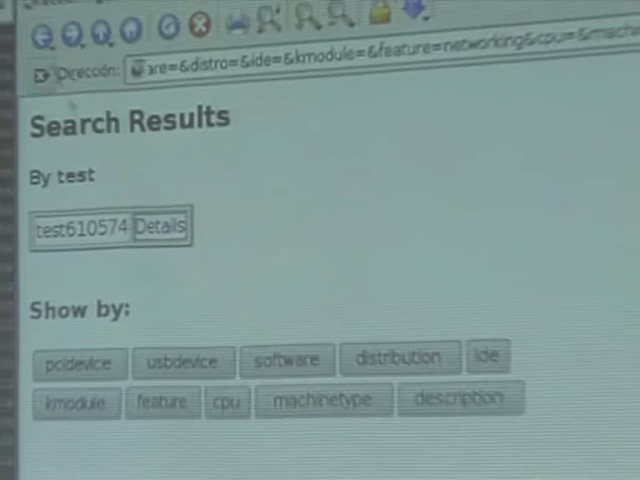 Dirección: are=&distro=&ide=&kmodule=&feature=networking&cpu=&machin
Search Results
By test
test610574 Details
Show by:
pcidevice usbdevice software distribution ide
kmodule feature cpu machinetype description